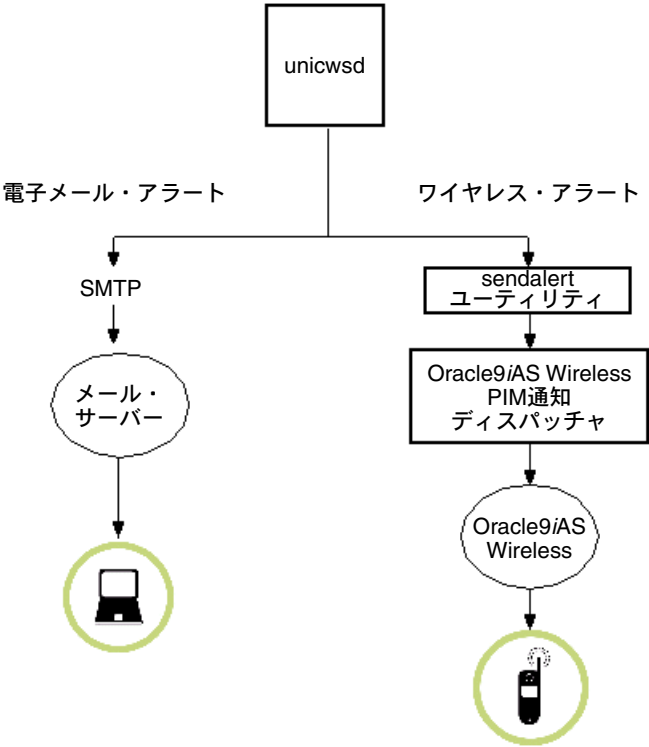 unicwsd
電子メール・アラート
ワイヤレス・アラート
SMTP
sendalert
ユーティリティ
メール・
サーバー
Oracle9iAS Wireless
PIM通知
ディスパッチャ
Oracle9iAS
Wireless